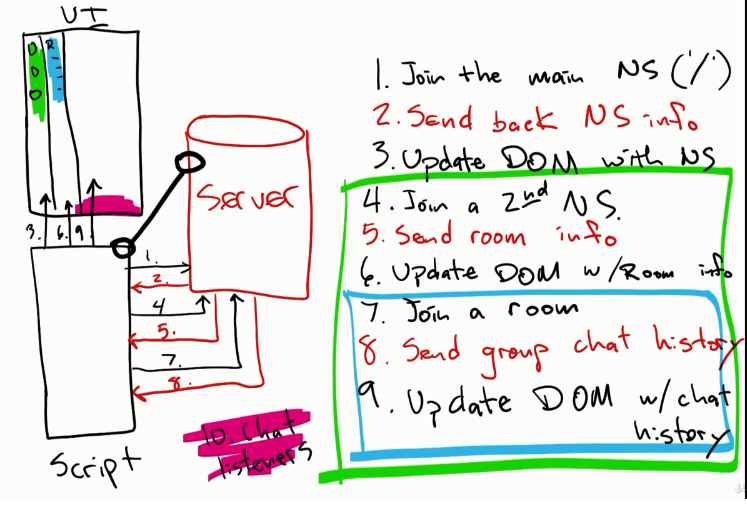 UI
D
R
O
O
3.
6.
9.
Server
1.
2.
4
5.
7.
8.
Script
10. Chat
listeners
1. Join the main NS ('/')
2. Send back NS info
3. Update DOM with NS
4. Join a 2nd NS.
5. Send room info
6. Update DOM w/Room info
7. Join a room
8. Send group chat history
9. Update DOM w/chat
history